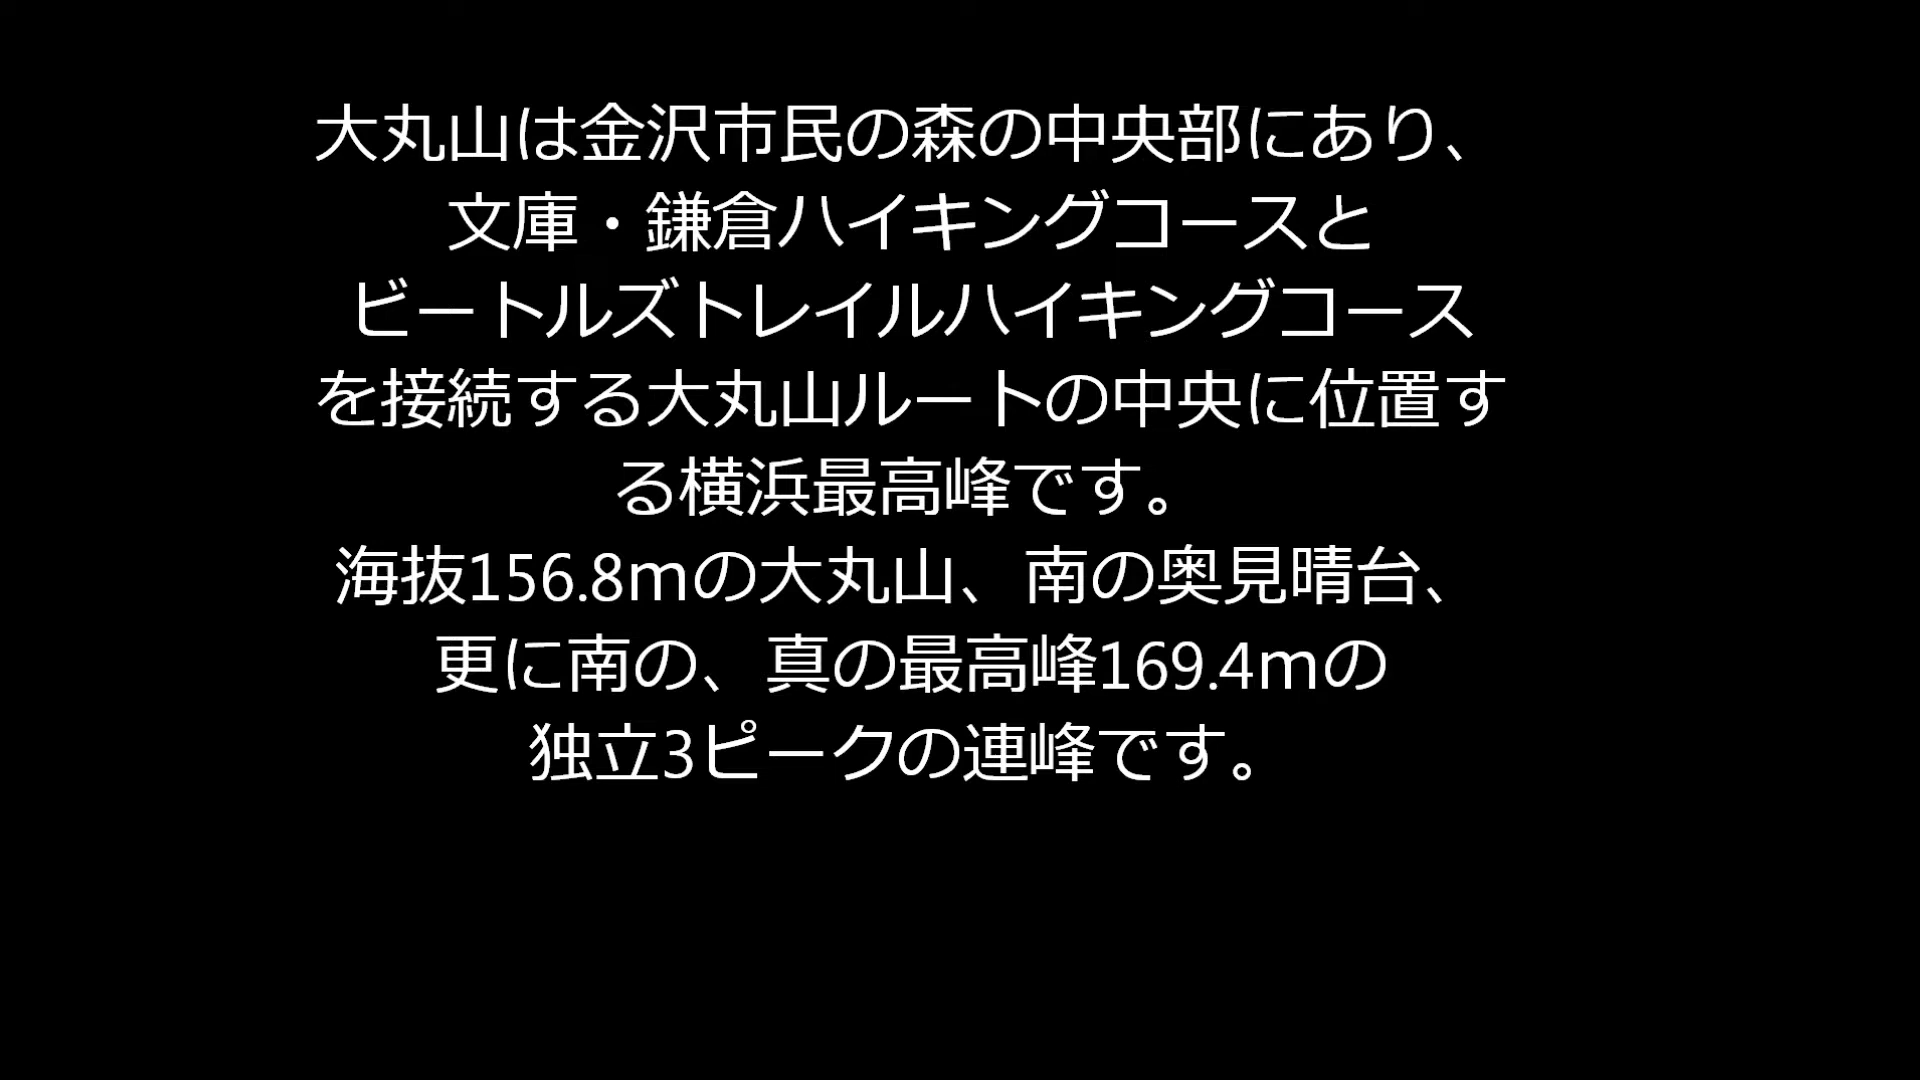 大丸山は金沢市民の森の中央部にあり、
文庫・鎌倉ハイキングコースと
ビートルズトレイルハイキングコース
を接続する大丸山ルートの中央に位置す
る横浜最高峰です。
海抜156.8ｍの大丸山、南の奥見晴台、
更に南の、真の最高峰169.4ｍの
独立3ピークの連峰です。